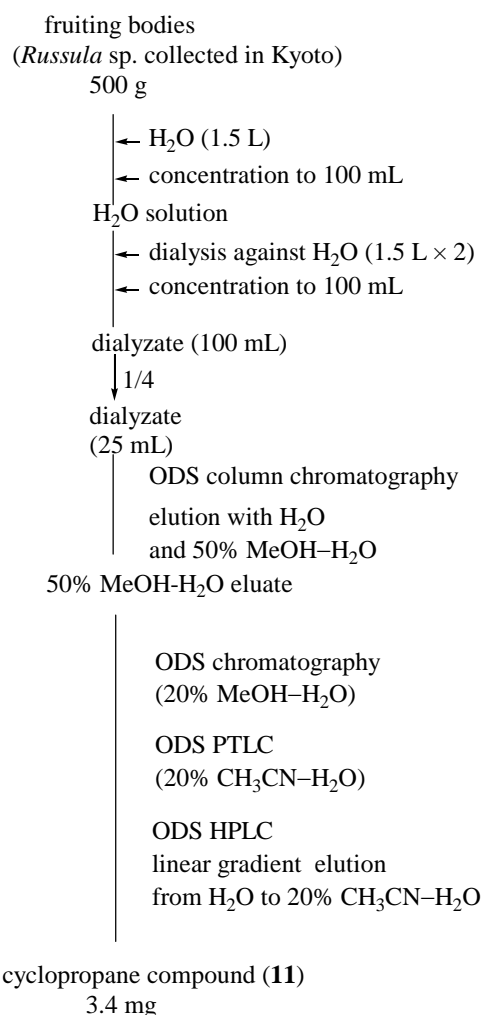 fruiting bodies
(Russula sp. collected in Kyoto)
500 g
H₂O (1.5 L)
concentration to 100 mL
H₂O solution
dialysis against H₂O (1.5 L × 2)
concentration to 100 mL
dialyzate (100 mL)
1/4
dialyzate
(25 mL)
ODS column chromatography
elution with H₂O
and 50% MeOH−H₂O
50% MeOH-H₂O eluate
ODS chromatography
(20% MeOH−H₂O)
ODS PTLC
(20% CH₃CN−H₂O)
ODS HPLC
linear gradient elution
from H₂O to 20% CH₃CN−H₂O
cyclopropane compound (11)
3.4 mg